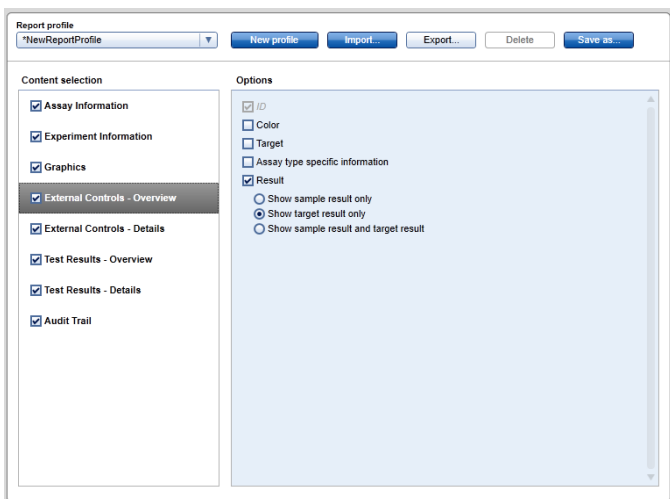 Report profile
*NewReportProfile
New profile
Import...
Export...
Delete
Save as...
Content selection
Assay Information
Experiment Information
Graphics
External Controls - Overview
External Controls - Details
Test Results - Overview
Test Results - Details
Audit Trail
Options
ID
Color
Target
Assay type specific information
Result
Show sample result only
Show target result only
Show sample result and target result